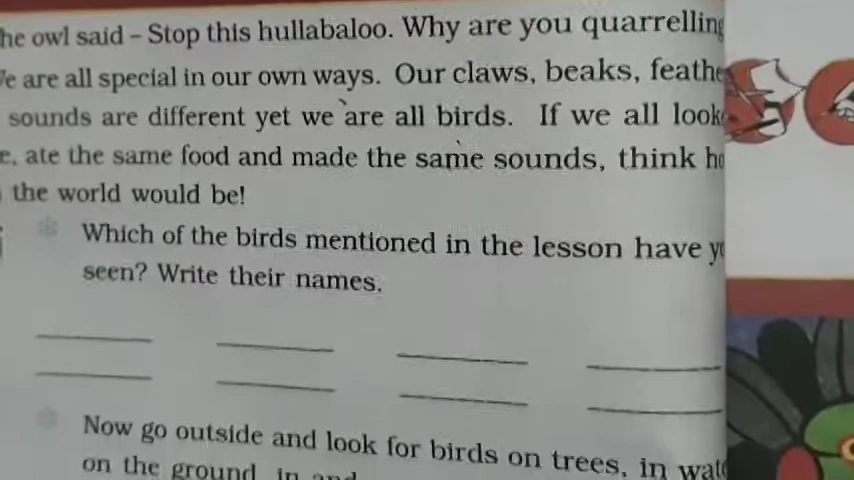 he owl said – Stop this hullabaloo. Why are you quarrelling
e are all special in our own ways. Our claws, beaks, feathe
sounds are different yet we are all birds. If we all look
e, ate the same food and made the same sounds, think ho
the world would be!
Which of the birds mentioned in the lesson have yo
seen? Write their names.
Now go outside and look for birds on trees, in wat
on the ground, in and